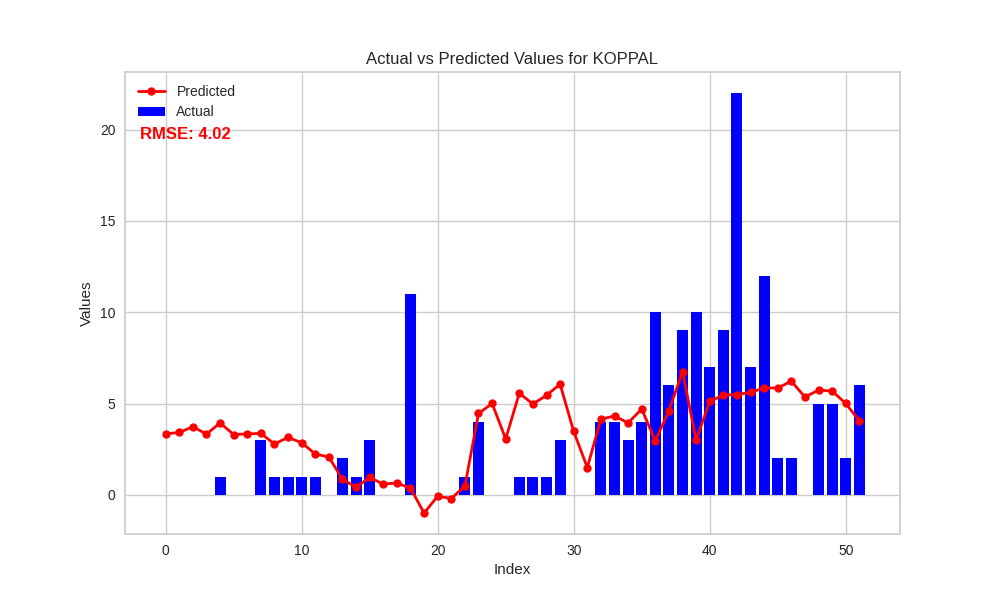 Actual vs Predicted Values for KOPPAL
Predicted
Actual
RMSE: 4.02
Values
20
15
10
5
0
0 10 20 30 40 50
Index